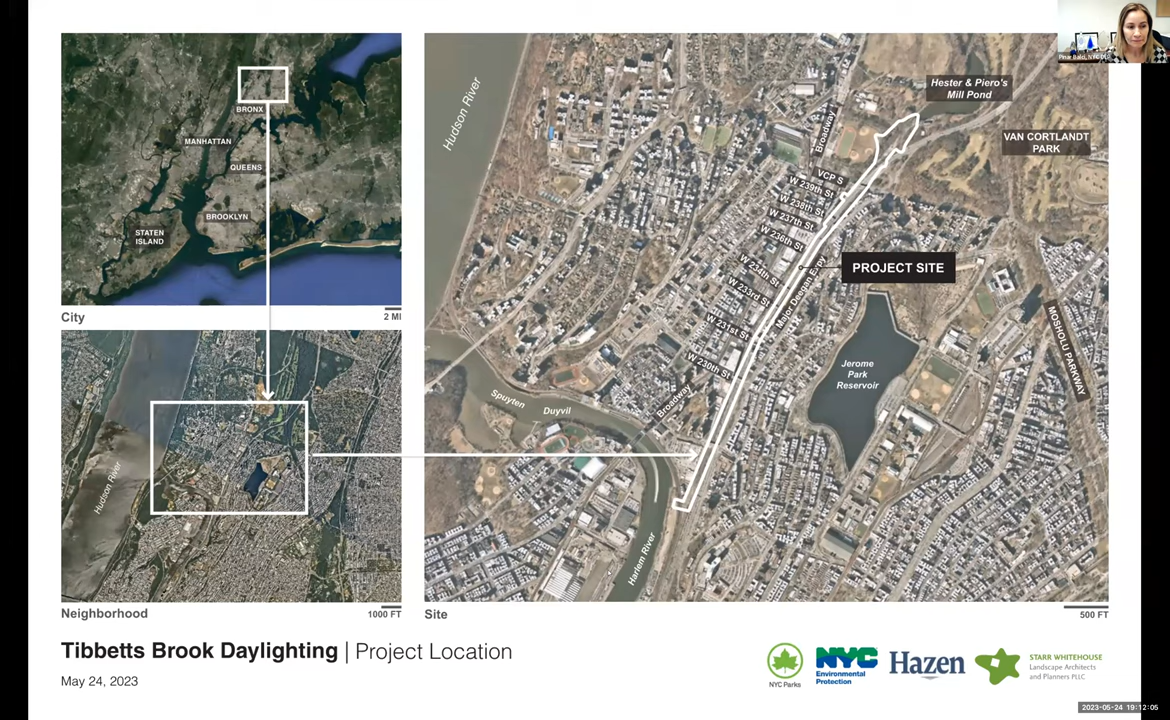 BRONX
MANHATTAN
QUEENS
BROOKLYN
STATEN
ISLAND
City
2 MI
Hudson River
Neighborhood
1000 FT
Hudson River
Hester & Piero's
Mill Pond
VAN CORTLANDT
PARK
Broadway
VCP S
W 239th St
W 238th St
W 237th St
W 236th St
W 234th St
W 233rd St
W 231st St
W 230th St
Major Deegan Expy
PROJECT SITE
MOSHOLU PARKWAY
Jerome
Park
Reservoir
Broadway
Spuyten
Duyvil
Harlem River
Site
500 FT
Tibbetts Brook Daylighting | Project Location
May 24, 2023
NYC Parks
NYC
Environmental
Protection
Hazen
STARR WHITEHOUSE
Landscape Architects
and Planners PLLC
2023-05-24 19:12:05